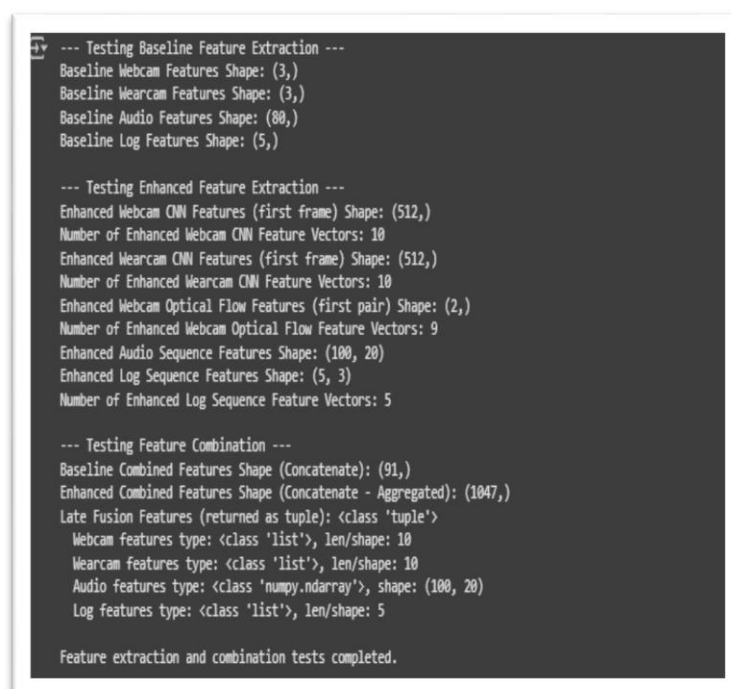 --- Testing Baseline Feature Extraction ---
Baseline Webcam Features Shape: (3,)
Baseline Wearcam Features Shape: (3,)
Baseline Audio Features Shape: (80,)
Baseline Log Features Shape: (5,)
--- Testing Enhanced Feature Extraction ---
Enhanced Webcam CNN Features (first frame) Shape: (512,)
Number of Enhanced Webcam CNN Feature Vectors: 10
Enhanced Wearcam CNN Features (first frame) Shape: (512,)
Number of Enhanced Wearcam CNN Feature Vectors: 10
Enhanced Webcam Optical Flow Features (first pair) Shape: (2,)
Number of Enhanced Webcam Optical Flow Feature Vectors: 9
Enhanced Audio Sequence Features Shape: (100, 20)
Enhanced Log Sequence Features Shape: (5, 3)
Number of Enhanced Log Sequence Feature Vectors: 5
--- Testing Feature Combination ---
Baseline Combined Features Shape (Concatenate): (91,)
Enhanced Combined Features Shape (Concatenate - Aggregated): (1047,)
Late Fusion Features (returned as tuple): <class 'tuple'>
Webcam features type: <class 'list'>, len/shape: 10
Wearcam features type: <class 'list'>, len/shape: 10
Audio features type: <class 'numpy.ndarray'>, shape: (100, 20)
Log features type: <class 'list'>, len/shape: 5
Feature extraction and combination tests completed.